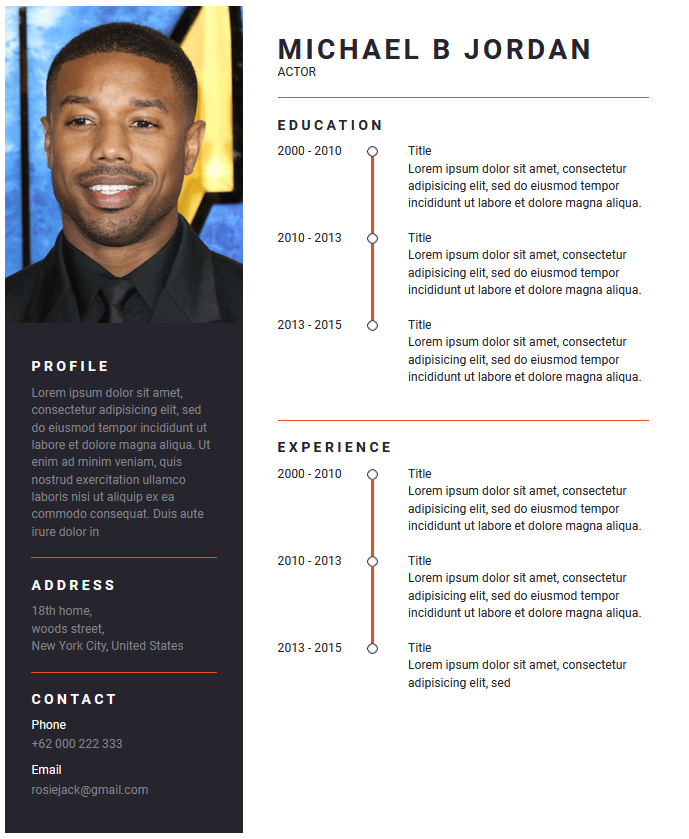 MICHAEL B JORDAN
ACTOR
EDUCATION
2000 - 2010
Title
Lorem ipsum dolor sit amet, consectetur
adipisicing elit, sed do eiusmod tempor
incididunt ut labore et dolore magna aliqua.
2010 - 2013
Title
Lorem ipsum dolor sit amet, consectetur
adipisicing elit, sed do eiusmod tempor
incididunt ut labore et dolore magna aliqua.
2013 - 2015
Title
Lorem ipsum dolor sit amet, consectetur
adipisicing elit, sed do eiusmod tempor
incididunt ut labore et dolore magna aliqua.
EXPERIENCE
2000 - 2010
Title
Lorem ipsum dolor sit amet, consectetur
adipisicing elit, sed do eiusmod tempor
incididunt ut labore et dolore magna aliqua.
2010 - 2013
Title
Lorem ipsum dolor sit amet, consectetur
adipisicing elit, sed do eiusmod tempor
incididunt ut labore et dolore magna aliqua.
2013 - 2015
Title
Lorem ipsum dolor sit amet, consectetur
adipisicing elit, sed
PROFILE
Lorem ipsum dolor sit amet,
consectetur adipisicing elit, sed
do eiusmod tempor incididunt ut
labore et dolore magna aliqua. Ut
enim ad minim veniam, quis
nostrud exercitation ullamco
laboris nisi ut aliquip ex ea
commodo consequat. Duis aute
irure dolor in
ADDRESS
18th home,
woods street,
New York City, United States
CONTACT
Phone
+62 000 222 333
Email
rosiejack@gmail.com